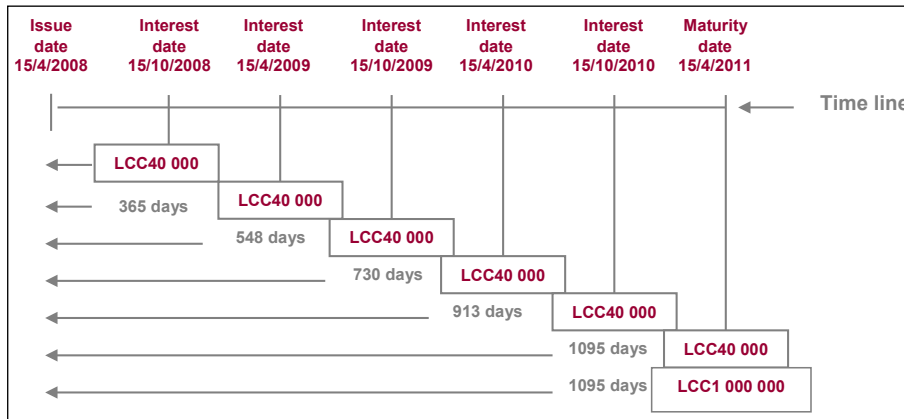 Issue date 15/4/2008
Interest date 15/10/2008
Interest date 15/4/2009
Interest date 15/10/2009
Interest date 15/4/2010
Interest date 15/10/2010
Maturity date 15/4/2011
Time line
LCC40 000
365 days
LCC40 000
548 days
LCC40 000
730 days
LCC40 000
913 days
LCC40 000
1095 days
LCC40 000
1095 days
LCC1 000 000